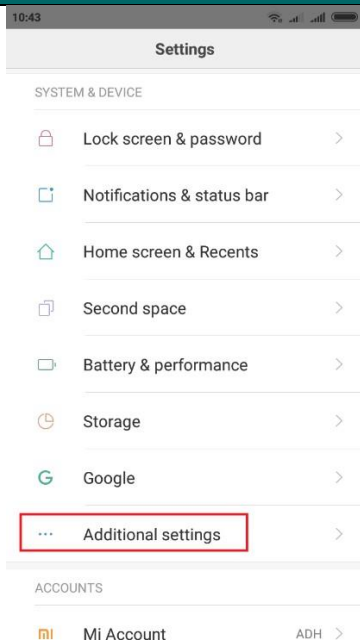 10:43
Settings
SYSTEM & DEVICE
Lock screen & password
Notifications & status bar
Home screen & Recents
Second space
Battery & performance
Storage
G Google
Additional settings
ACCOUNTS
MI Mi Account ADH